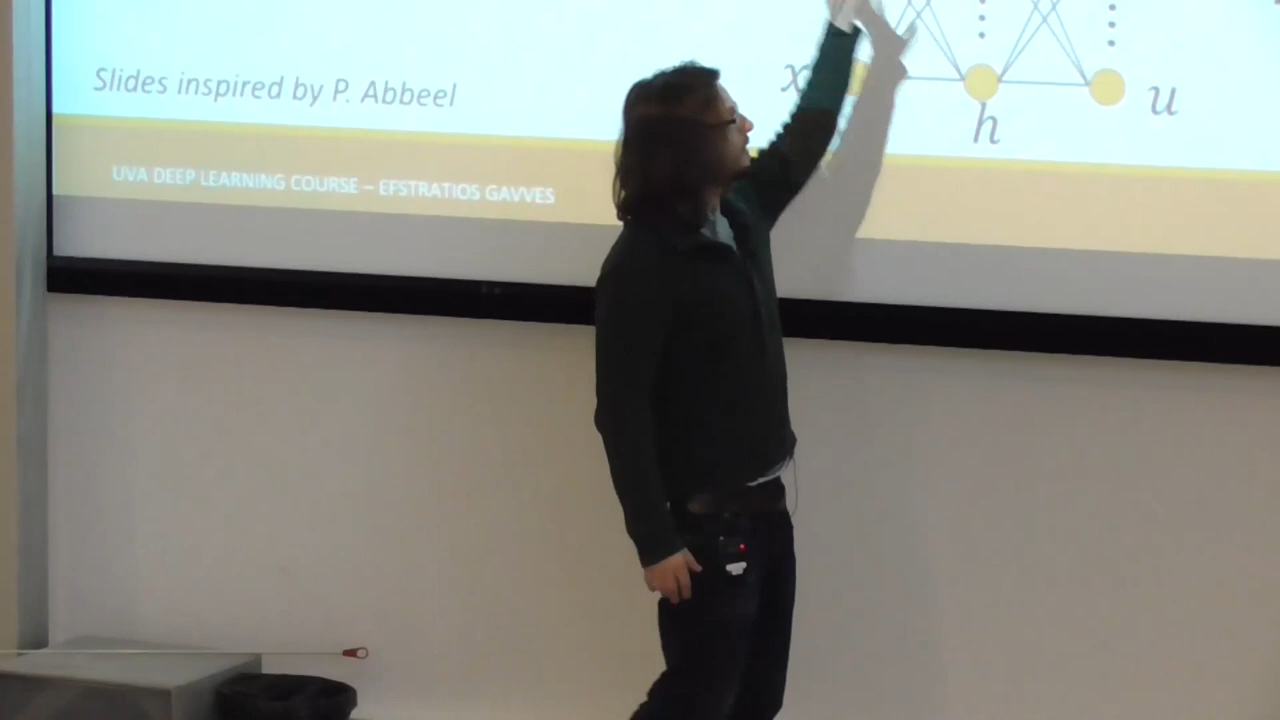 Slides inspired by P. Abbeel
x
h
u
UVA DEEP LEARNING COURSE – EFSTRATIOS GAVVES